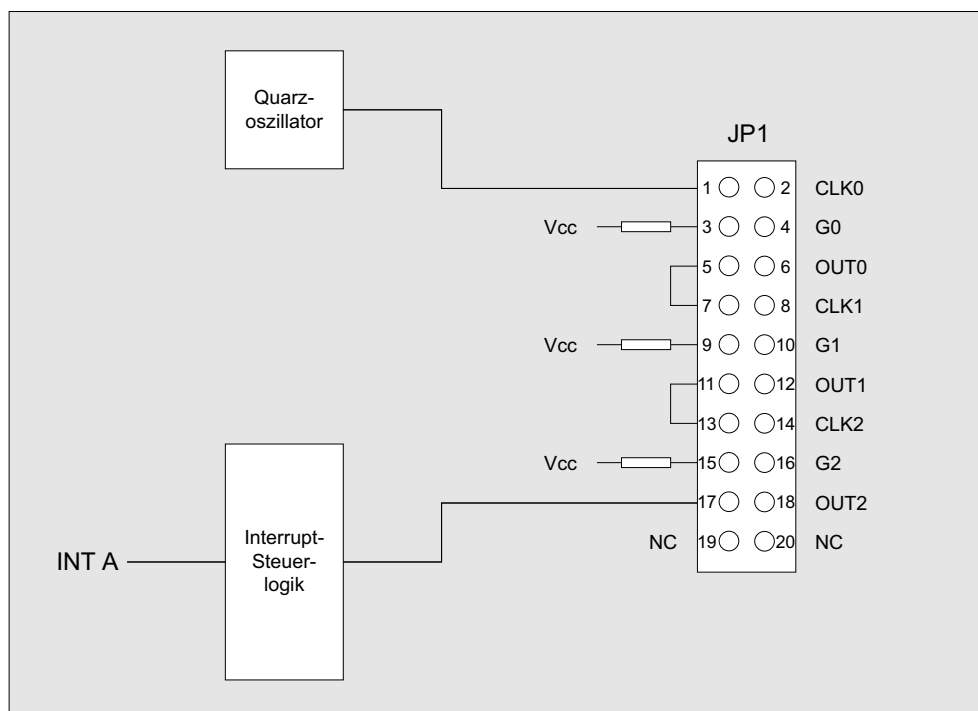 Quarz-
oszillator
JP1
1 2 CLK0
Vcc 3 4 G0
5 6 OUT0
7 8 CLK1
Vcc 9 10 G1
11 12 OUT1
13 14 CLK2
Vcc 15 16 G2
17 18 OUT2
NC 19 20 NC
INT A
Interrupt-
Steuer-
logik